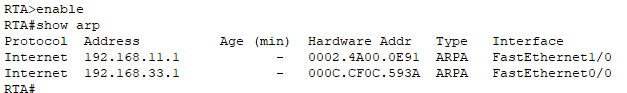 RTA>enable
RTA#show arp
Protocol  Address          Age (min)  Hardware Addr   Type   Interface
Internet  192.168.11.1            -   0002.4A00.0E91  ARPA   FastEthernet1/0
Internet  192.168.33.1            -   000C.CF0C.593A  ARPA   FastEthernet0/0
RTA#